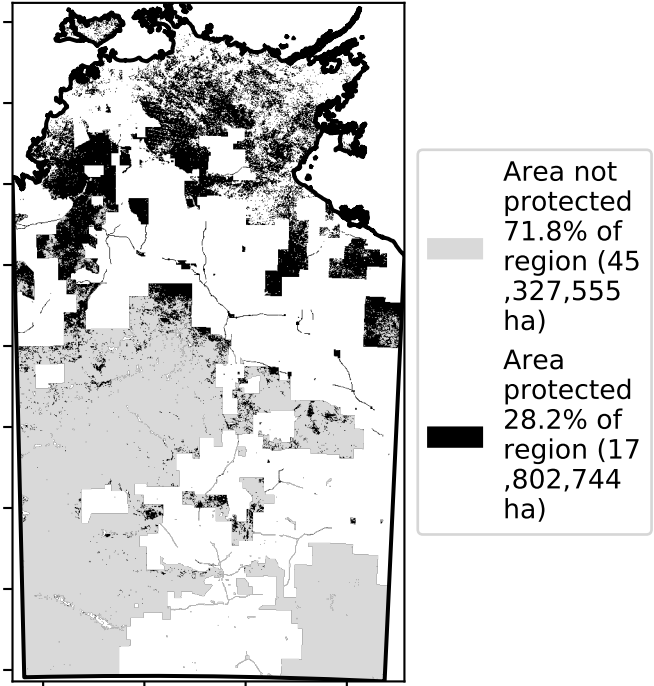 Area not
protected
71.8% of
region (45
,327,555
ha)
Area
protected
28.2% of
region (17
,802,744
ha)